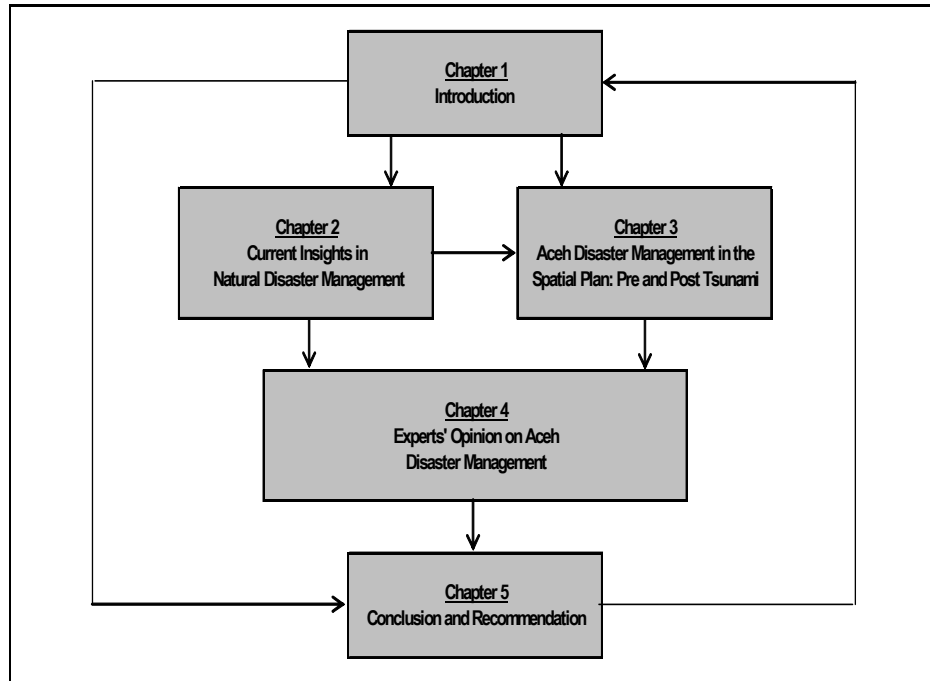 Chapter 1
Introduction
Chapter 2
Current Insights in
Natural Disaster Management
Chapter 3
Aceh Disaster Management in the
Spatial Plan: Pre and Post Tsunami
Chapter 4
Experts' Opinion on Aceh
Disaster Management
Chapter 5
Conclusion and Recommendation